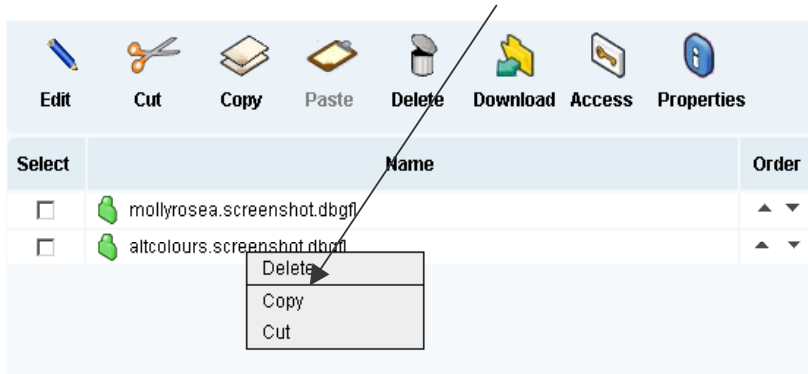 Edit Cut Copy Paste Delete Download Access Properties
Select Name Order
mollyrosea.screenshot.dbgfl
altcolours.screenshot.dbgfl
Delete
Copy
Cut